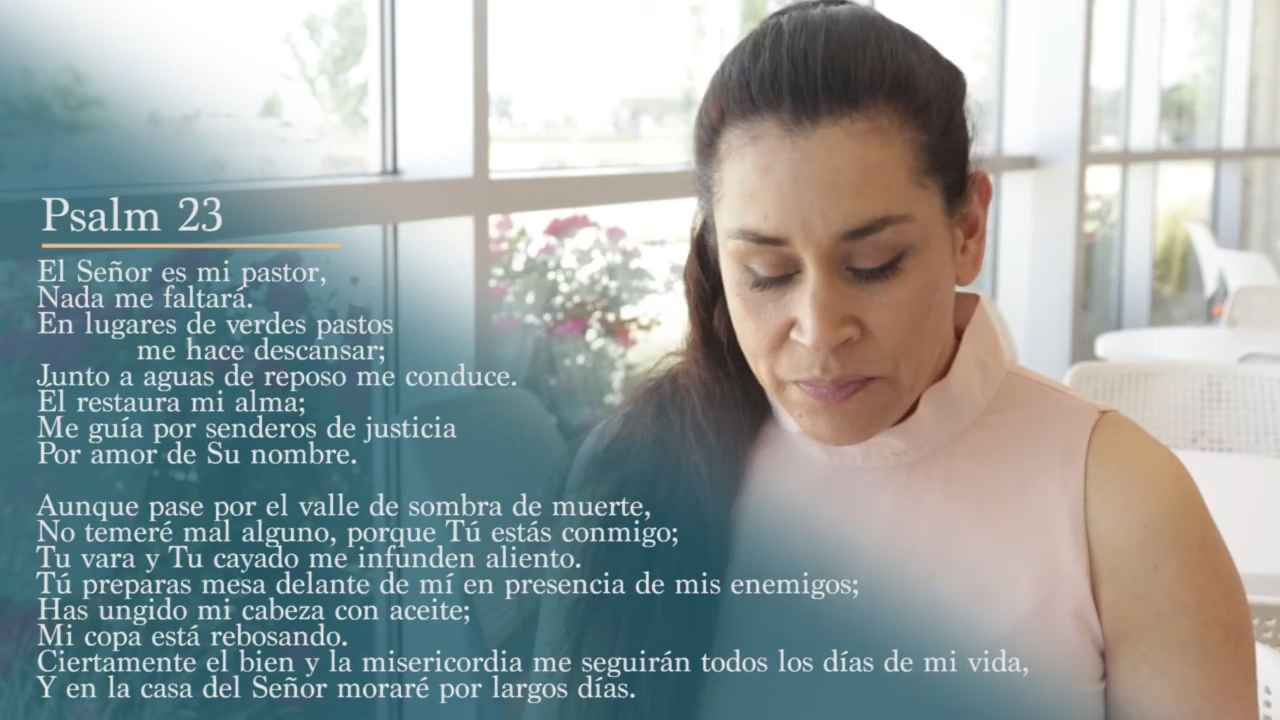 Psalm 23
El Señor es mi pastor,
Nada me faltará.
En lugares de verdes pastos
me hace descansar;
Junto a aguas de reposo me conduce.
Él restaura mi alma;
Me guía por senderos de justicia
Por amor de Su nombre.
Aunque pase por el valle de sombra de muerte,
No temeré mal alguno, porque Tú estás conmigo;
Tu vara y Tu cayado me infunden aliento.
Tú preparas mesa delante de mí en presencia de mis enemigos;
Has ungido mi cabeza con aceite;
Mi copa está rebosando.
Ciertamente el bien y la misericordia me seguirán todos los días de mi vida,
Y en la casa del Señor moraré por largos días.